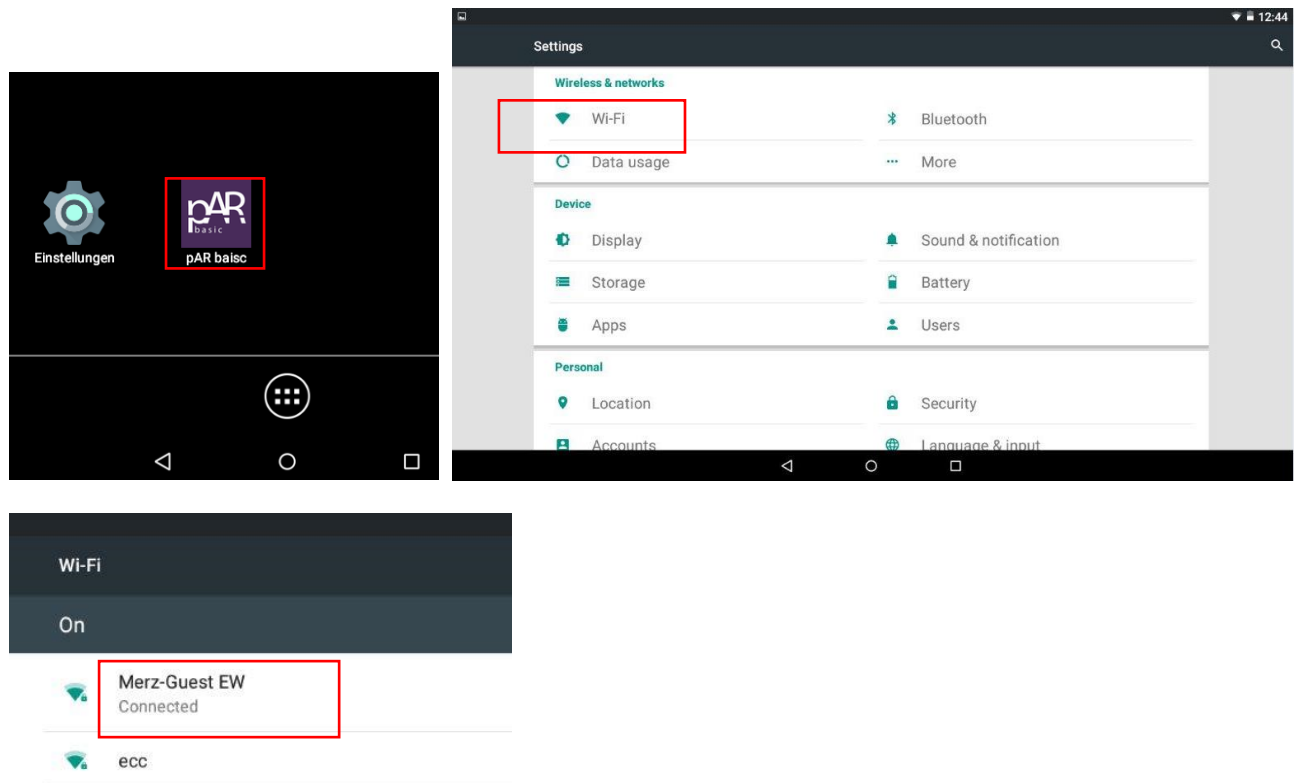 pAR
basic
Einstellungen
pAR baisc
12:44
Settings
Wireless & networks
Wi-Fi
Bluetooth
Data usage
More
Device
Display
Sound & notification
Storage
Battery
Apps
Users
Personal
Location
Security
Accounts
Language & input
Wi-Fi
On
Merz-Guest EW
Connected
ecc